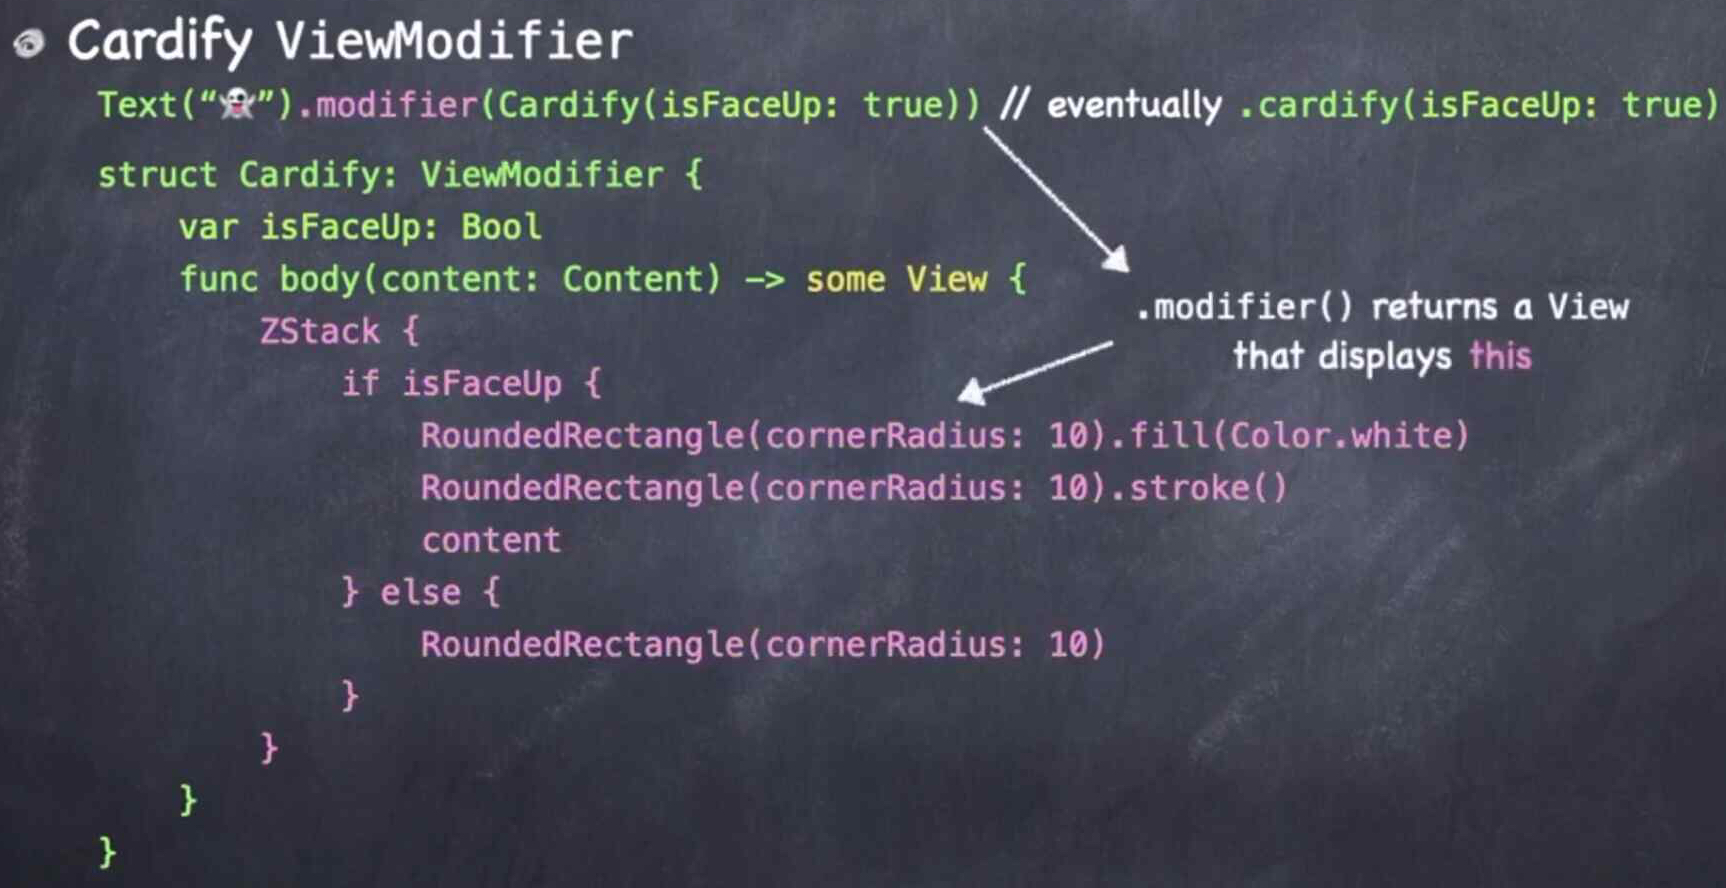 Cardify ViewModifier
Text(“👻”).modifier(Cardify(isFaceUp: true)) // eventually .cardify(isFaceUp: true)
struct Cardify: ViewModifier {
var isFaceUp: Bool
func body(content: Content) -> some View {
.modifier() returns a View
that displays this
ZStack {
if isFaceUp {
RoundedRectangle(cornerRadius: 10).fill(Color.white)
RoundedRectangle(cornerRadius: 10).stroke()
content
} else {
RoundedRectangle(cornerRadius: 10)
}
}
}
}